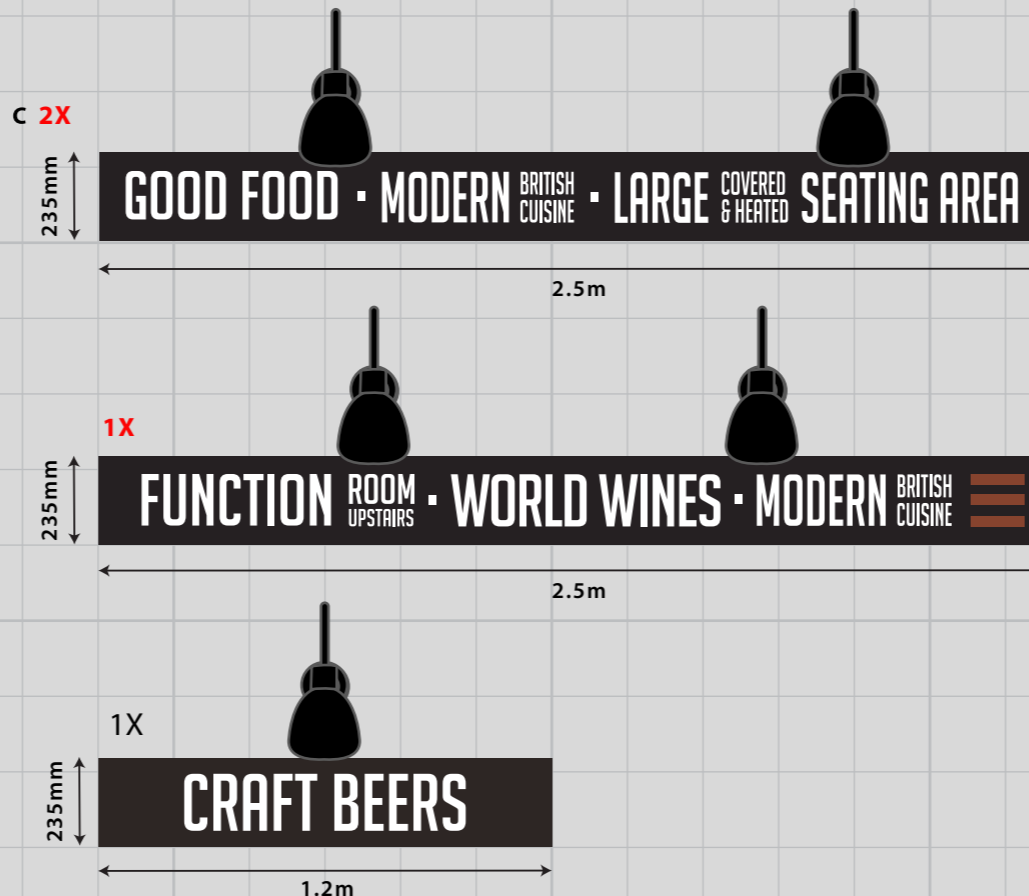 C 2X
235mm
GOOD FOOD · MODERN BRITISH CUISINE · LARGE COVERED & HEATED SEATING AREA
2.5m
1X
235mm
FUNCTION ROOM UPSTAIRS · WORLD WINES · MODERN BRITISH CUISINE
2.5m
1X
235mm
CRAFT BEERS
1.2m